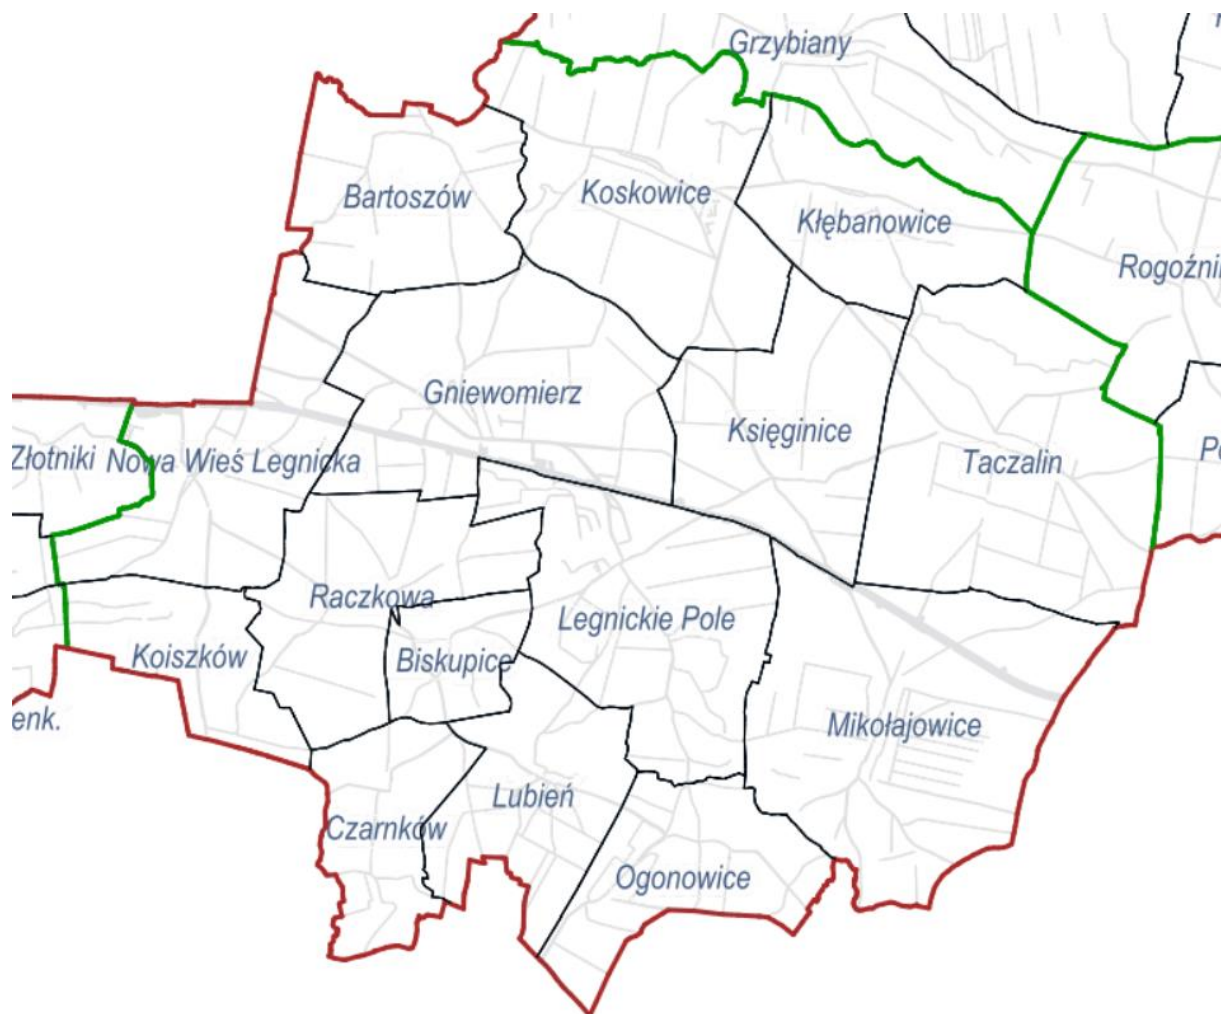 Grzybiany
Bartoszów
Koskowice
Kłębanowice
Rogoźni
Gniewomierz
Księginice
Złotniki
Nowa Wieś Legnicka
Taczalin
Raczkowa
Legnickie Pole
Koiszków
Biskupice
enk.
Mikołajowice
Lubień
Czarnków
Ogonowice